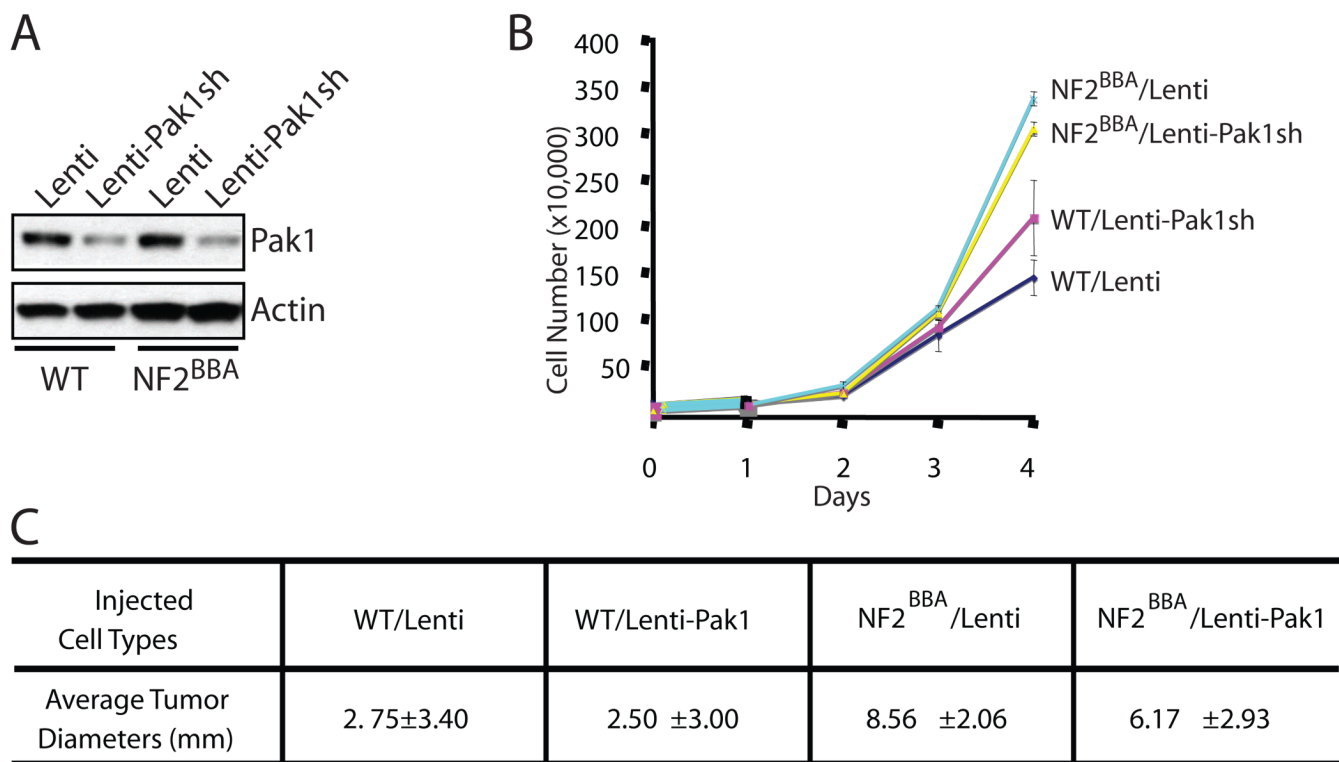 A
Lenti
Lenti-Pak1sh
Lenti
Lenti-Pak1sh
Pak1
Actin
WT
NF2BBA
B
Cell Number (x10,000)
400
350
300
250
200
150
100
50
0 1 2 3 4
Days
NF2BBA/Lenti
NF2BBA/Lenti-Pak1sh
WT/Lenti-Pak1sh
WT/Lenti
C
Injected
Cell Types
WT/Lenti
WT/Lenti-Pak1
NF2BBA/Lenti
NF2BBA/Lenti-Pak1
Average Tumor
Diameters (mm)
2. 75±3.40
2.50 ±3.00
8.56 ±2.06
6.17 ±2.93